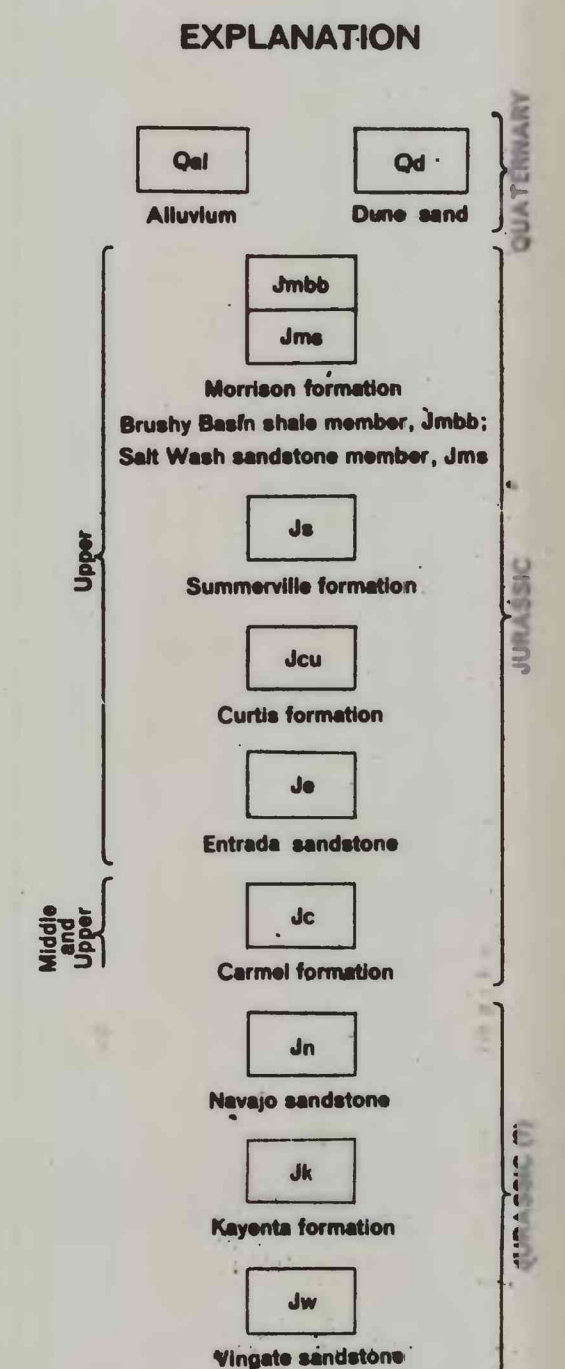 EXPLANATION
Qal
Qd
Alluvium
Dune sand
QUATERNARY
Jmbb
Jms
Morrison formation
Brushy Basin shale member, Jmbb;
Salt Wash sandstone member, Jms
Js
Summerville formation
Jcu
Curtis formation
Je
Entrada sandstone
Upper
JURASSIC
Jc
Carmel formation
Middle
and
Upper
Jn
Navajo sandstone
Jk
Kayenta formation
Jw
Wingate sandstone
JURASSIC (?)